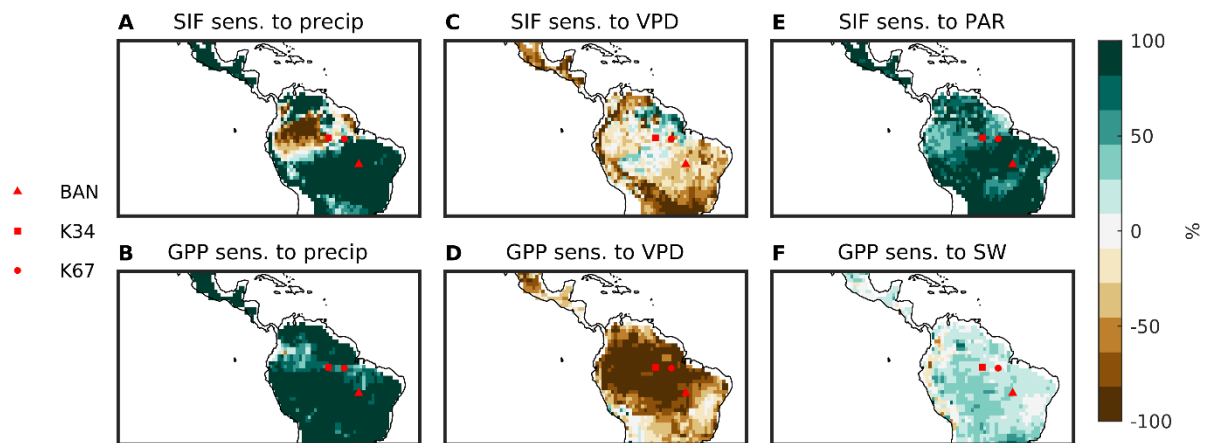 A SIF sens. to precip
C SIF sens. to VPD
E SIF sens. to PAR
BAN
K34
K67
B GPP sens. to precip
D GPP sens. to VPD
F GPP sens. to SW
100
50
0
-50
-100
%